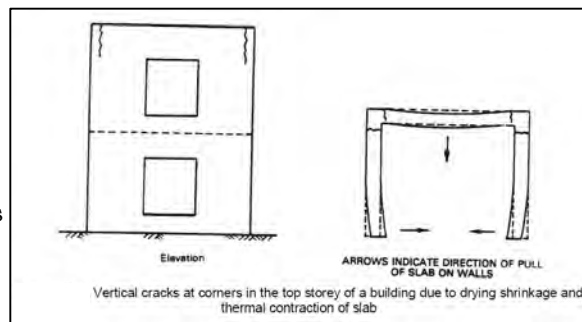 Elevation
ARROWS INDICATE DIRECTION OF PULL
OF SLAB ON WALLS
Vertical cracks at corners in the top storey of a building due to drying shrinkage and
thermal contraction of slab